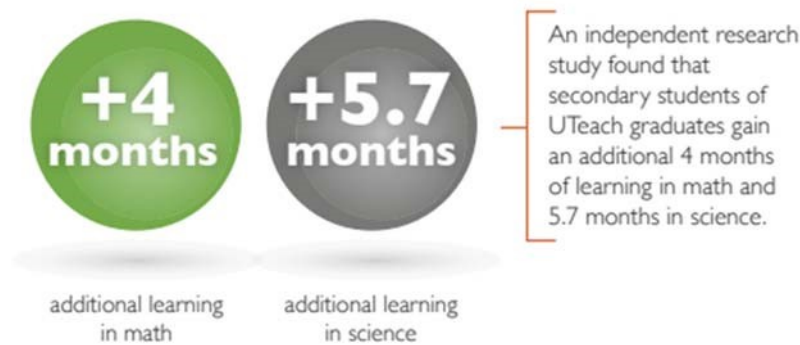 +4
months
additional learning
in math
+5.7
months
additional learning
in science
An independent research
study found that
secondary students of
UTeach graduates gain
an additional 4 months
of learning in math and
5.7 months in science.